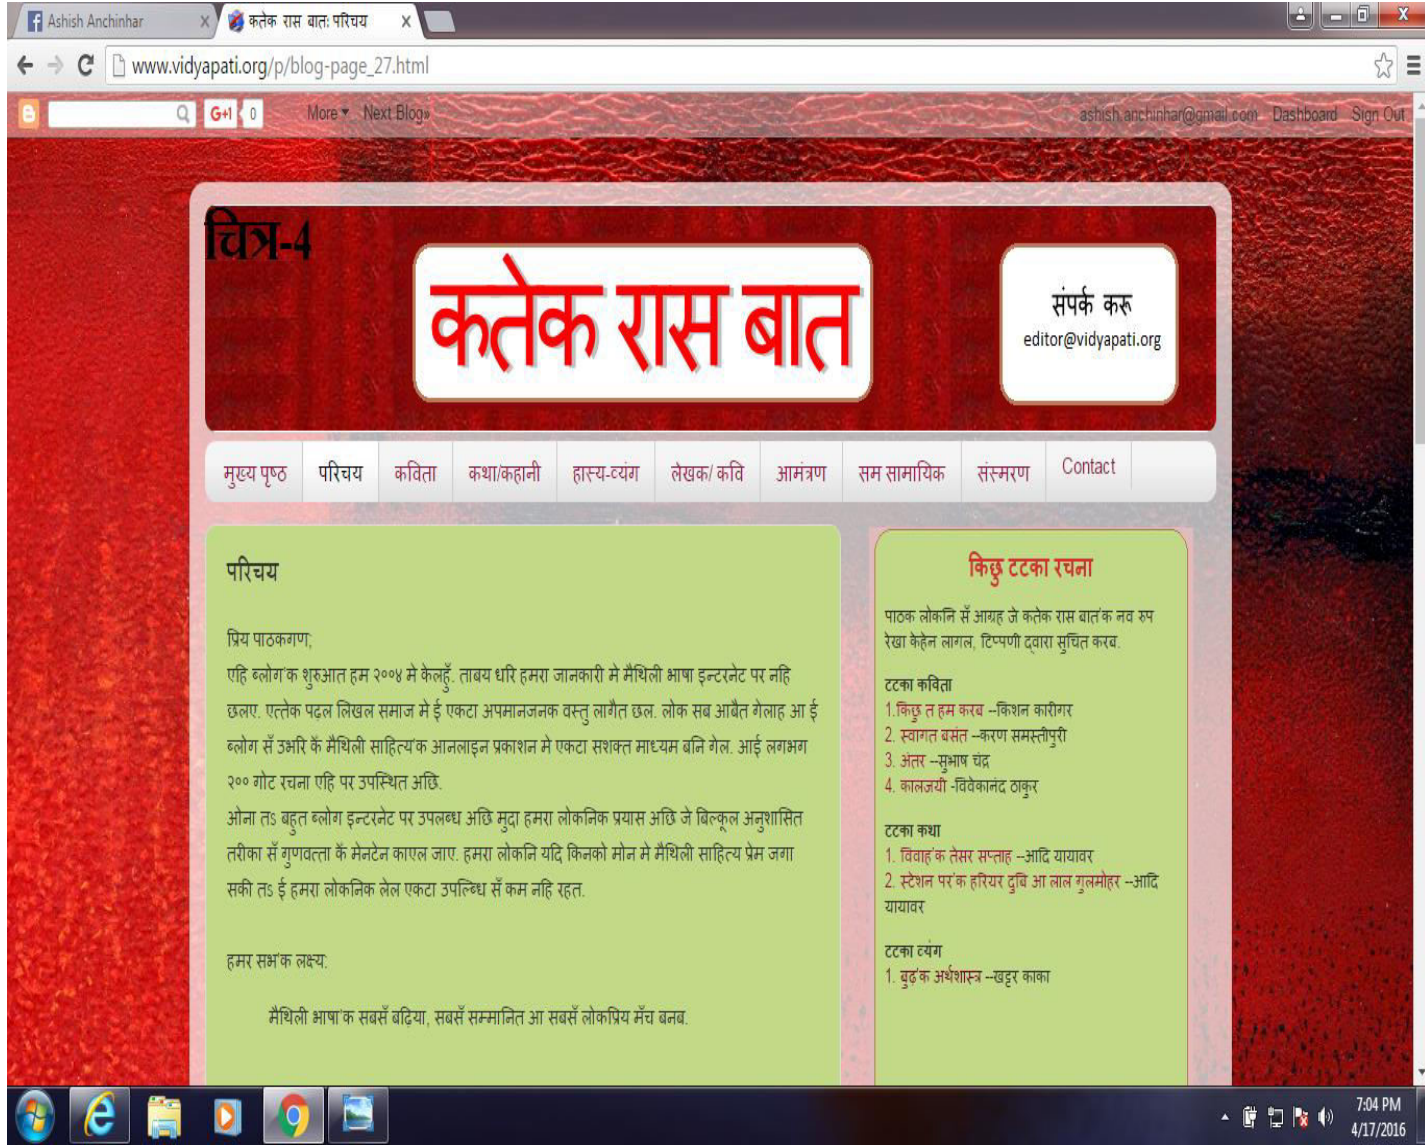 Ashish Anchinhar
कतेक रास बात: परिचय
www.vidyapati.org/p/blog-page_27.html
G+1 0 More Next Blog» ashish.anchinhar@gmail.com Dashboard Sign Out
चित्र-4
कतेक रास बात
संपर्क करू
editor@vidyapati.org
मुख्य पृष्ठ परिचय कविता कथा/कहानी हास्य-व्यंग लेखक/ कवि आमंत्रण सम सामायिक संस्मरण Contact
परिचय
प्रिय पाठकगण;
एहि ब्लोग'क शुरुआत हम २००४ मे केलहुँ. ताबय धरि हमरा जानकारी मे मैथिली भाषा इन्टरनेट पर नहि
छलए. एत्तेक पढ़ल लिखल समाज मे ई एकटा अपमानजनक वस्तु लागैत छल. लोक सब आबैत गेलाह आ ई
ब्लोग सँ उभरि कें मैथिली साहित्य'क आनलाइन प्रकाशन मे एकटा सशक्त माध्यम बनि गेल. आई लगभग
२०० गोट रचना एहि पर उपस्थित अछि.
ओना तऽ बहुत ब्लोग इन्टरनेट पर उपलब्ध अछि मुदा हमरा लोकनिक प्रयास अछि जे बिल्कूल अनुशासित
तरीका सँ गुणवत्ता कें मेनटेन काएल जाए. हमरा लोकनि यदि किनको मोन मे मैथिली साहित्य प्रेम जगा
सकी तऽ ई हमरा लोकनिक लेल एकटा उपल्ब्धि सँ कम नहि रहत.
हमर सभ'क लक्ष्य:
मैथिली भाषा'क सबसँ बढ़िया, सबसँ सम्मानित आ सबसँ लोकप्रिय मँच बनब.
किछु टटका रचना
पाठक लोकनि सँ आग्रह जे कतेक रास बात'क नव रुप
रेखा केहेन लागल, टिप्पणी द्वारा सुचित करब.
टटका कविता
1.किछु त हम करब --किशन कारीगर
2. स्वागत बसंत --करण समस्तीपुरी
3. अंतर --सुभाष चंद्र
4. कालजयी -विवेकानंद ठाकुर
टटका कथा
1. विवाह'क तेसर सप्ताह --आदि यायावर
2. स्टेशन पर'क हरियर दुबि आ लाल गुलमोहर --आदि
यायावर
टटका व्यंग
1. बुढ़'क अर्थशास्त्र --खट्टर काका
7:04 PM
4/17/2016